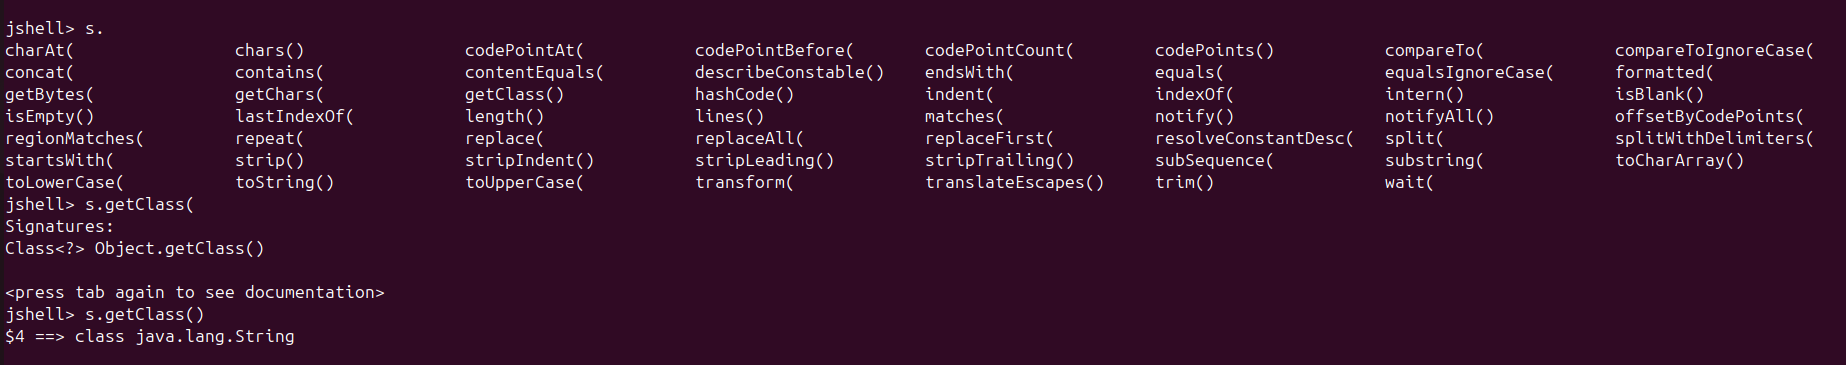 jshell> s.
charAt( chars() codePointAt( codePointBefore( codePointCount( codePoints() compareTo( compareToIgnoreCase(
concat( contains( contentEquals( describeConstable() endsWith( equals( equalsIgnoreCase( formatted(
getBytes( getChars( getClass() hashCode() indent( indexOf( intern() isBlank()
isEmpty() lastIndexOf( length() lines() matches( notify() notifyAll() offsetByCodePoints(
regionMatches( repeat( replace( replaceAll( replaceFirst( resolveConstantDesc( split( splitWithDelimiters(
startsWith( strip() stripIndent() stripLeading() stripTrailing() subSequence( substring( toCharArray()
toLowerCase( toString() toUpperCase( transform( translateEscapes() trim() wait(
jshell> s.getClass(
Signatures:
Class<?> Object.getClass()
<press tab again to see documentation>
jshell> s.getClass()
$4 ==> class java.lang.String